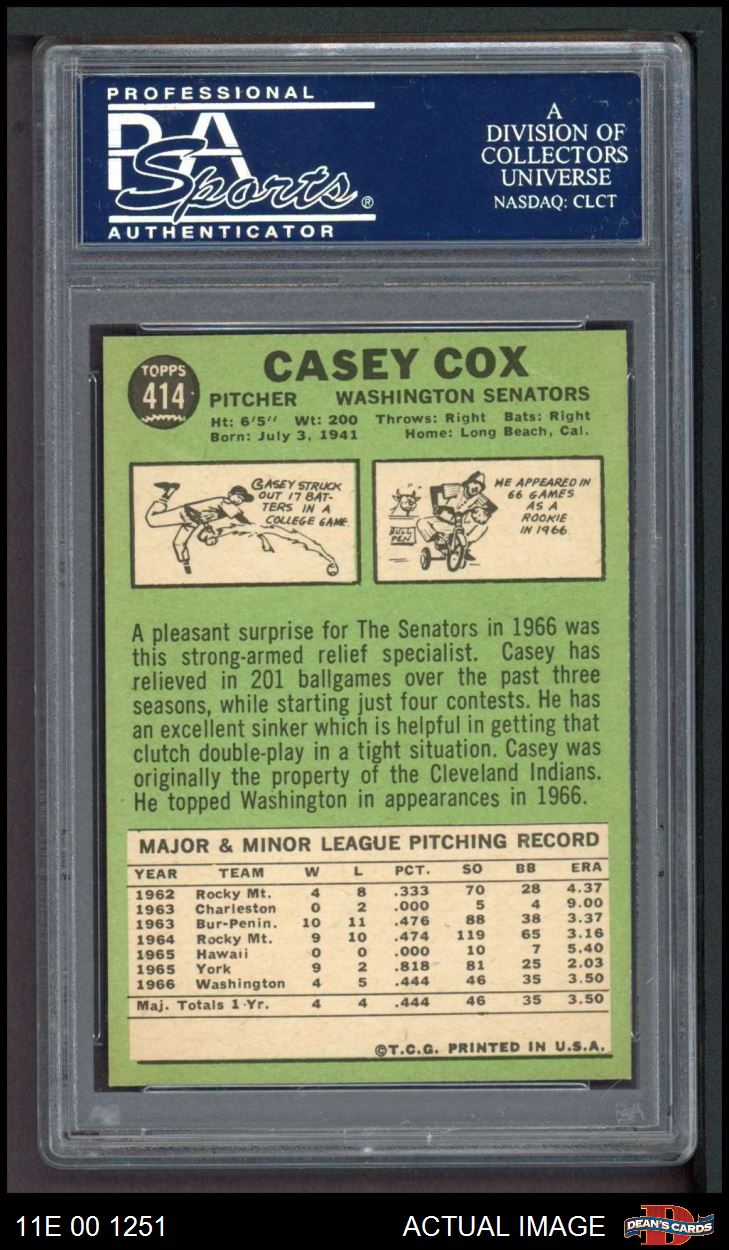 PROFESSIONAL
PSA
Sports®
AUTHENTICATOR
A
DIVISION OF
COLLECTORS
UNIVERSE
NASDAQ: CLCT
TOPPS
414
CASEY COX
PITCHER WASHINGTON SENATORS
Ht: 6'5'' Wt: 200 Throws: Right Bats: Right
Born: July 3, 1941 Home: Long Beach, Cal.
CASEY STRUCK
OUT 17 BAT-
TERS IN A
COLLEGE GAME
BULL
PEN
HE APPEARED IN
66 GAMES
AS A
ROOKIE
IN 1966.
A pleasant surprise for The Senators in 1966 was
this strong-armed relief specialist. Casey has
relieved in 201 ballgames over the past three
seasons, while starting just four contests. He has
an excellent sinker which is helpful in getting that
clutch double-play in a tight situation. Casey was
originally the property of the Cleveland Indians.
He topped Washington in appearances in 1966.
MAJOR & MINOR LEAGUE PITCHING RECORD
YEAR TEAM W L PCT. SO BB ERA
1962 Rocky Mt. 4 8 .333 70 28 4.37
1963 Charleston 0 2 .000 5 4 9.00
1963 Bur-Penin. 10 11 .476 88 38 3.37
1964 Rocky Mt. 9 10 .474 119 65 3.16
1965 Hawaii 0 0 .000 10 7 5.40
1965 York 9 2 .818 81 25 2.03
1966 Washington 4 5 .444 46 35 3.50
Maj. Totals 1 Yr. 4 4 .444 46 35 3.50
©T.C.G. PRINTED IN U.S.A.
11E 00 1251 ACTUAL IMAGE
DEAN'S CARDS